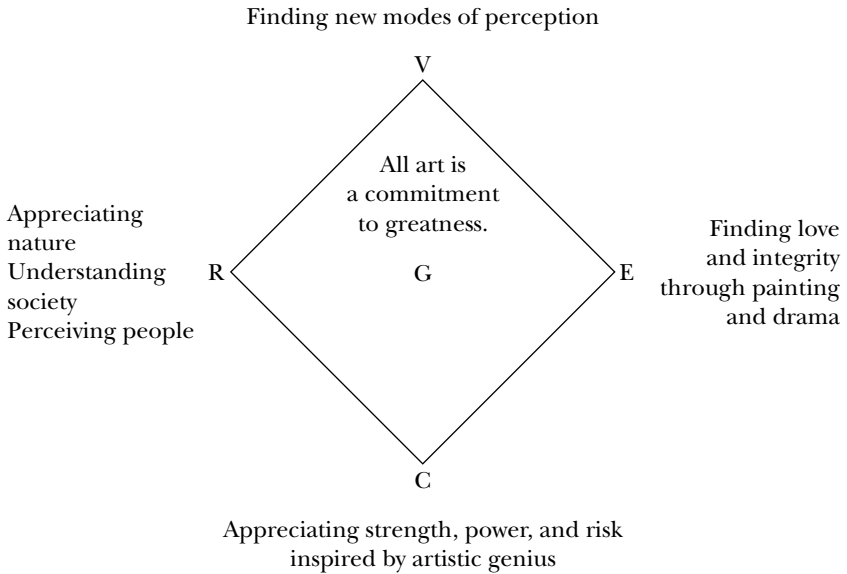 Finding new modes of perception
V
All art is
a commitment
to greatness.
Appreciating
nature
Understanding
society
Perceiving people
R
G
E
Finding love
and integrity
through painting
and drama
C
Appreciating strength, power, and risk
inspired by artistic genius